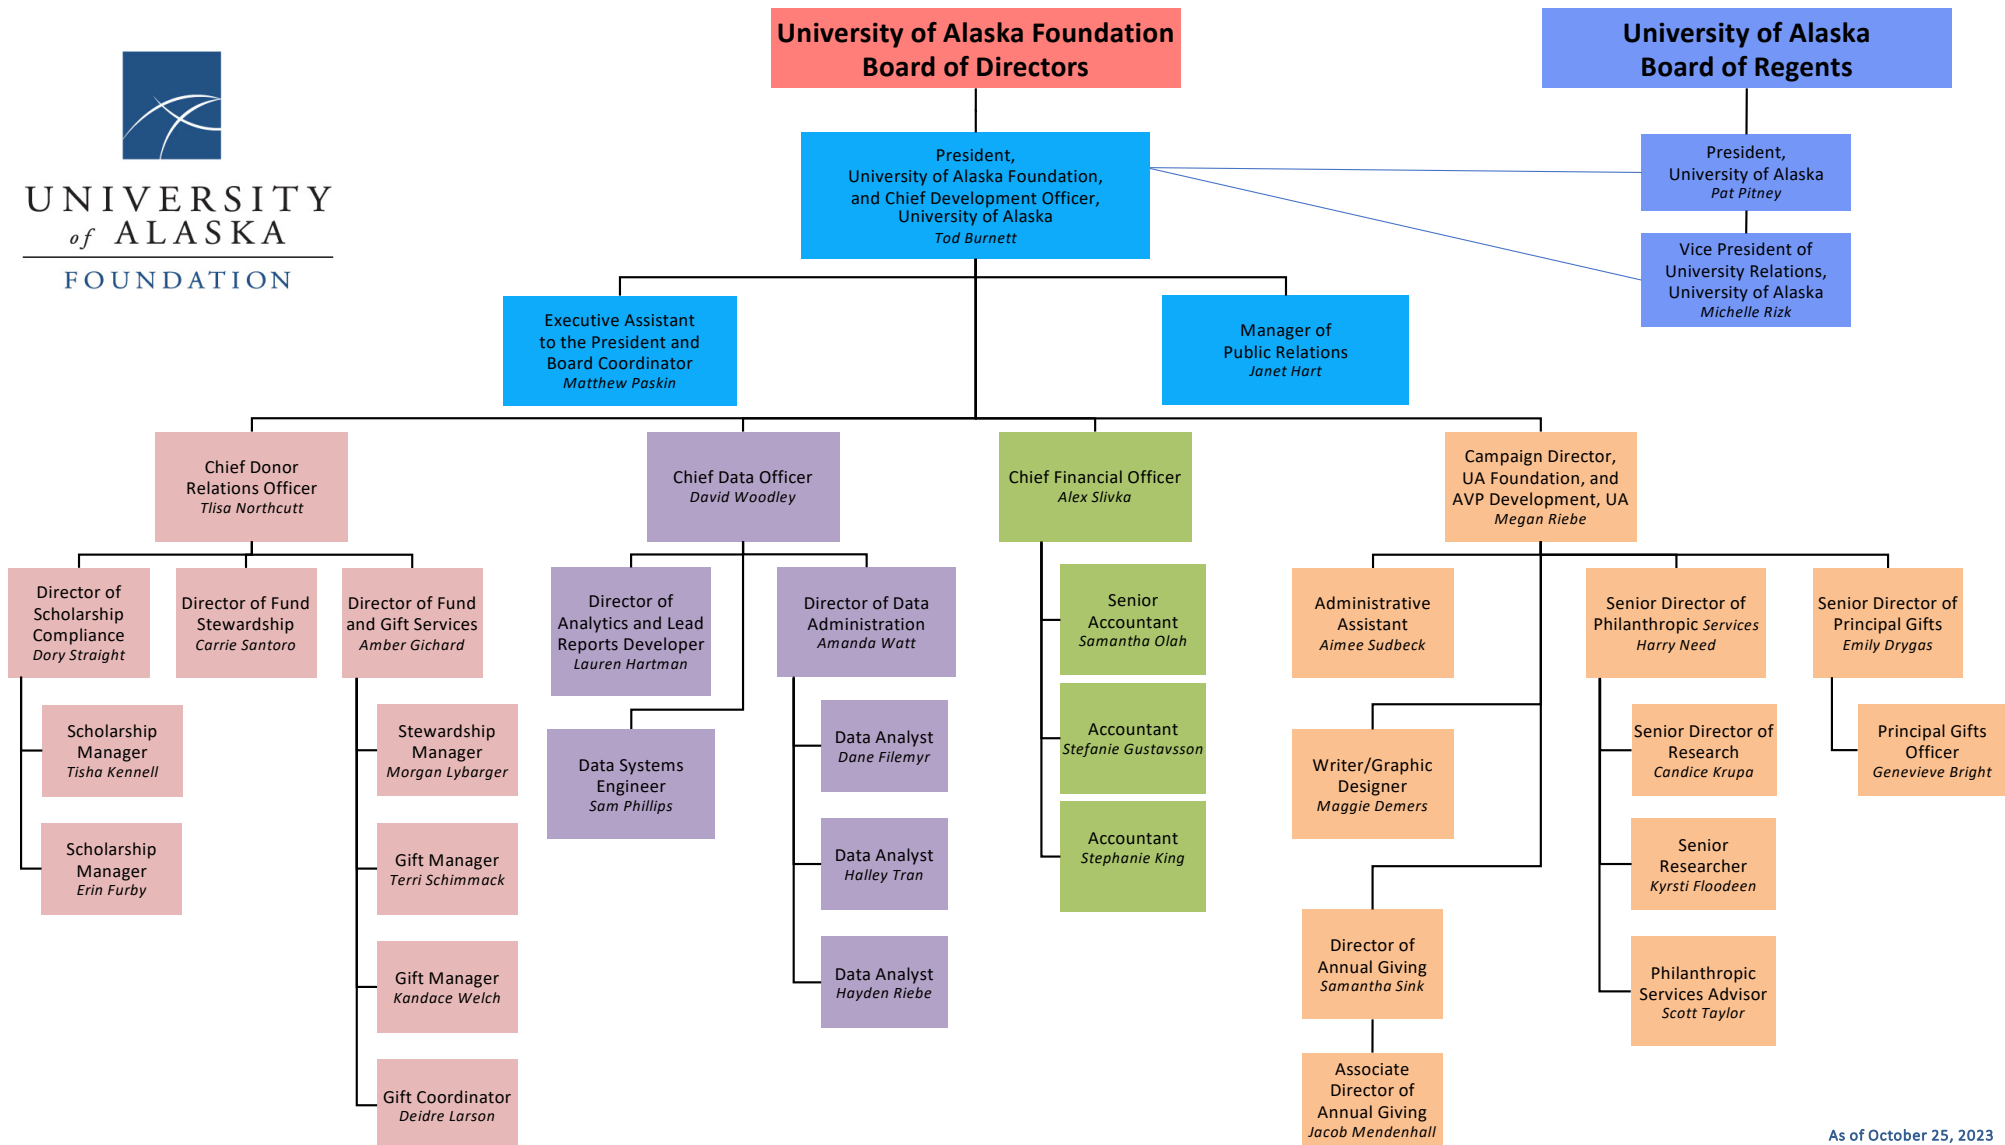 University of Alaska Foundation
Board of Directors
University of Alaska
Board of Regents
UNIVERSITY
of ALASKA
FOUNDATION
President,
University of Alaska Foundation,
and Chief Development Officer,
University of Alaska
Tod Burnett
President,
University of Alaska
Pat Pitney
Vice President of
University Relations,
University of Alaska
Michelle Rizk
Executive Assistant
to the President and
Board Coordinator
Matthew Paskin
Manager of
Public Relations
Janet Hart
Chief Donor
Relations Officer
Tlisa Northcutt
Chief Data Officer
David Woodley
Chief Financial Officer
Alex Slivka
Campaign Director,
UA Foundation, and
AVP Development, UA
Megan Riebe
Director of
Scholarship
Compliance
Dory Straight
Director of Fund
Stewardship
Carrie Santoro
Director of Fund
and Gift Services
Amber Gichard
Director of
Analytics and Lead
Reports Developer
Lauren Hartman
Director of Data
Administration
Amanda Watt
Senior
Accountant
Samantha Olah
Administrative
Assistant
Aimee Sudbeck
Senior Director of
Philanthropic Services
Harry Need
Senior Director of
Principal Gifts
Emily Drygas
Scholarship
Manager
Tisha Kennell
Stewardship
Manager
Morgan Lybarger
Data Systems
Engineer
Sam Phillips
Data Analyst
Dane Filemyr
Accountant
Stefanie Gustavsson
Writer/Graphic
Designer
Maggie Demers
Senior Director of
Research
Candice Krupa
Principal Gifts
Officer
Genevieve Bright
Scholarship
Manager
Erin Furby
Gift Manager
Terri Schimmack
Data Analyst
Halley Tran
Accountant
Stephanie King
Senior
Researcher
Kyrsti Floodeen
Gift Manager
Kandace Welch
Data Analyst
Hayden Riebe
Director of
Annual Giving
Samantha Sink
Philanthropic
Services Advisor
Scott Taylor
Gift Coordinator
Deidre Larson
Associate
Director of
Annual Giving
Jacob Mendenhall
As of October 25, 2023